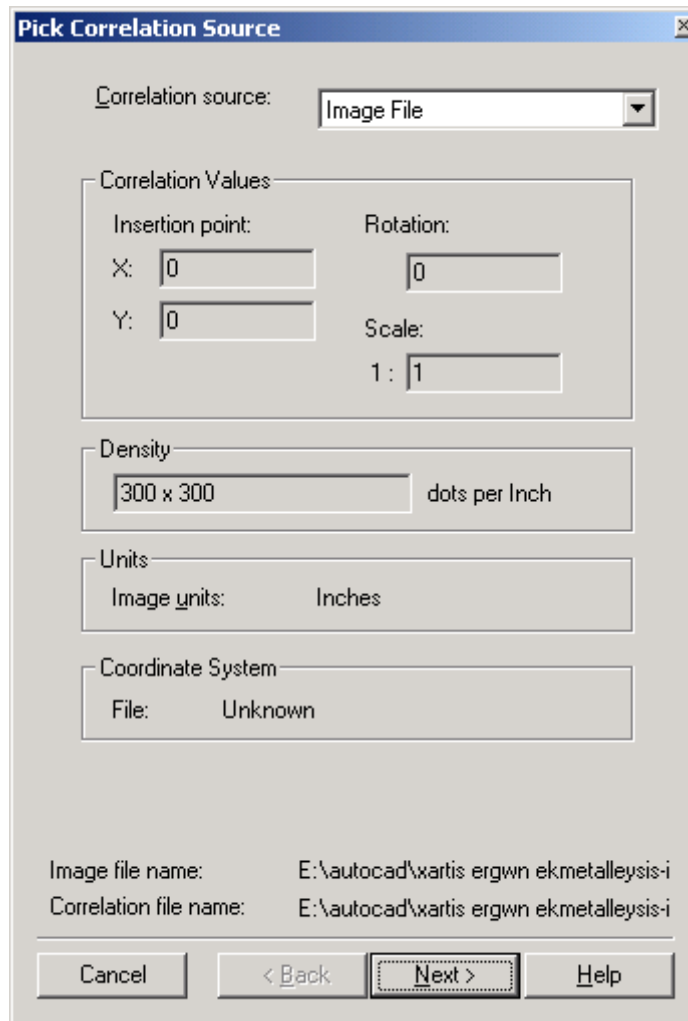 Pick Correlation Source
Correlation source: Image File
Correlation Values
Insertion point: Rotation:
X: 0 0
Y: 0 Scale:
1 : 1
Density
300 x 300 dots per Inch
Units
Image units: Inches
Coordinate System
File: Unknown
Image file name: E:\autocad\xartis ergwn ekmetalleysis-i
Correlation file name: E:\autocad\xartis ergwn ekmetalleysis-i
Cancel < Back Next > Help